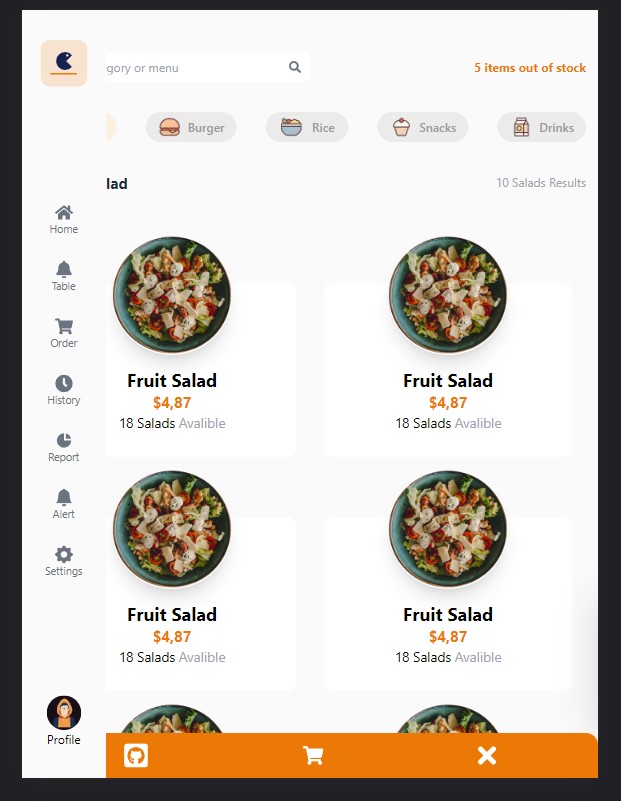 gory or menu
5 items out of stock
Burger
Rice
Snacks
Drinks
lad
10 Salads Results
Home
Table
Order
History
Report
Alert
Settings
Profile
Fruit Salad
$4,87
18 Salads Avalible
Fruit Salad
$4,87
18 Salads Avalible
Fruit Salad
$4,87
18 Salads Avalible
Fruit Salad
$4,87
18 Salads Avalible